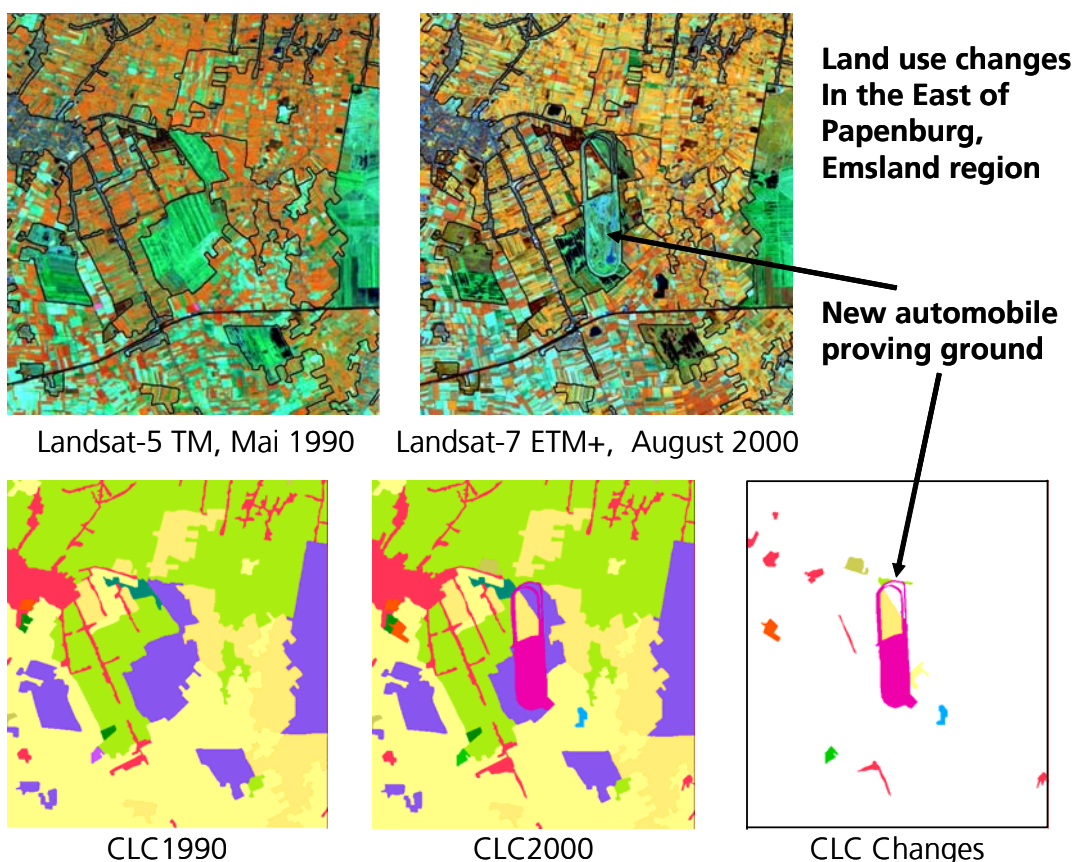 Land use changes
In the East of
Papenburg,
Emsland region
New automobile
proving ground
Landsat-5 TM, Mai 1990
Landsat-7 ETM+, August 2000
CLC1990
CLC2000
CLC Changes